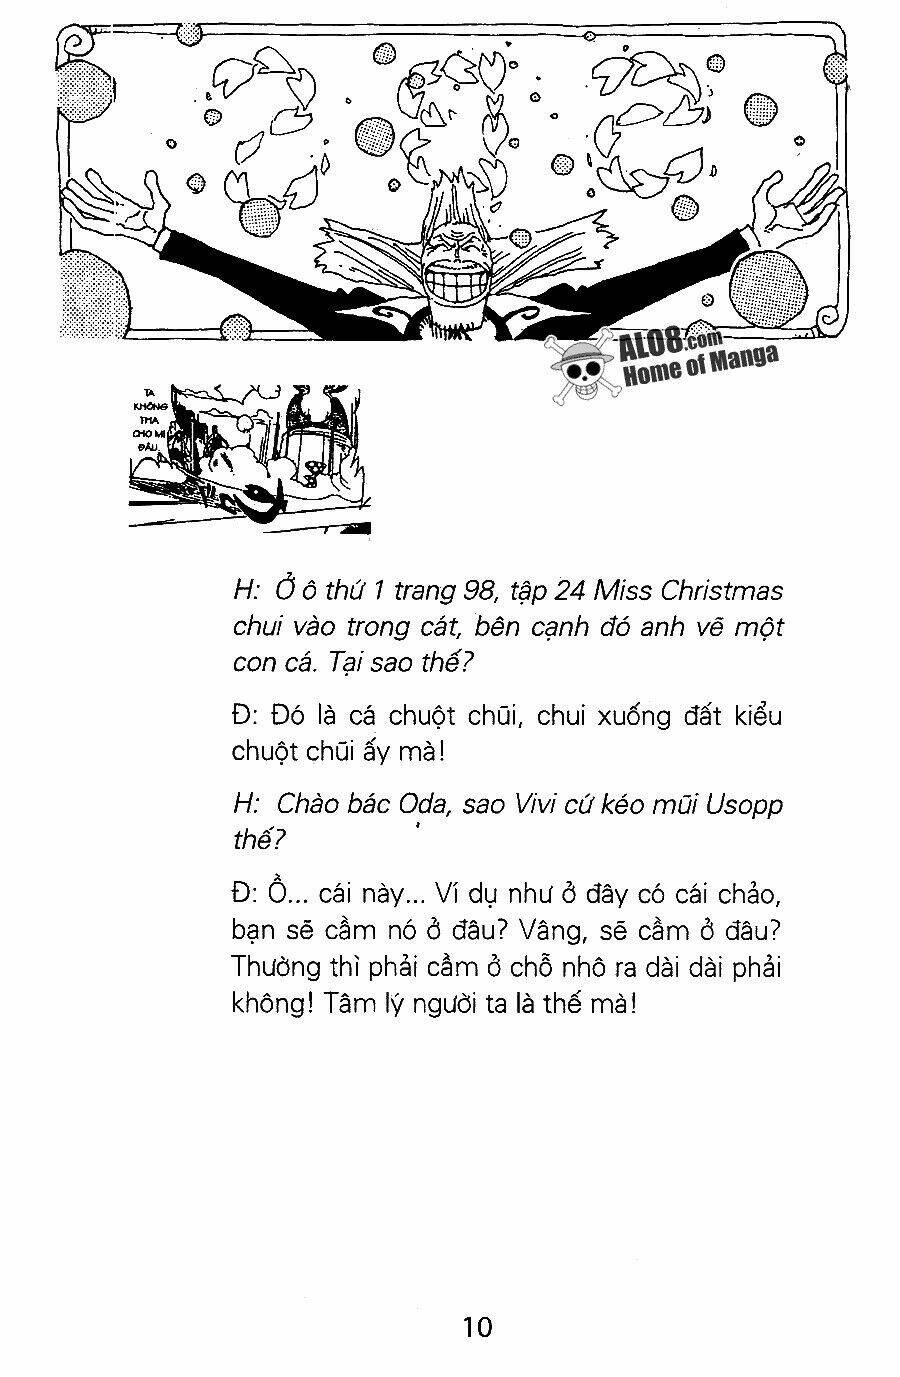 ALO8.com
Home of Manga
TA
KHÔNG
THA
CHO MI
ĐÂU
H: Ở ô thứ 1 trang 98, tập 24 Miss Christmas
chui vào trong cát, bên cạnh đó anh vẽ một
con cá. Tại sao thế?
Đ: Đó là cá chuột chũi, chui xuống đất kiểu
chuột chũi ấy mà!
H: Chào bác Oda, sao Vivi cứ kéo mũi Usopp
thế?
Đ: Ồ... cái này... Ví dụ như ở đây có cái chảo,
bạn sẽ cầm nó ở đâu? Vâng, sẽ cầm ở đâu?
Thường thì phải cầm ở chỗ nhô ra dài dài phải
không! Tâm lý người ta là thế mà!
10